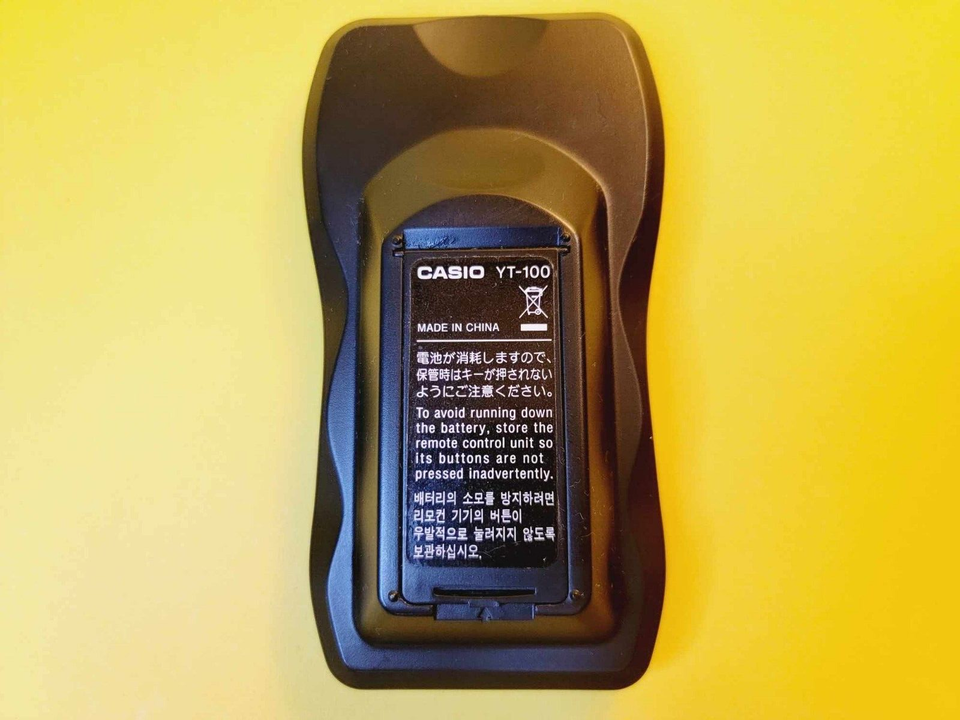 CASIO YT-100
MADE IN CHINA
電池が消耗しますので、
保管時はキーが押されない
ようにご注意ください。
To avoid running down
the battery, store the
remote control unit so
its buttons are not
pressed inadvertently.
배터리의 소모를 방지하려면
리모컨 기기의 버튼이
우발적으로 눌러지지 않도록
보관하십시오.